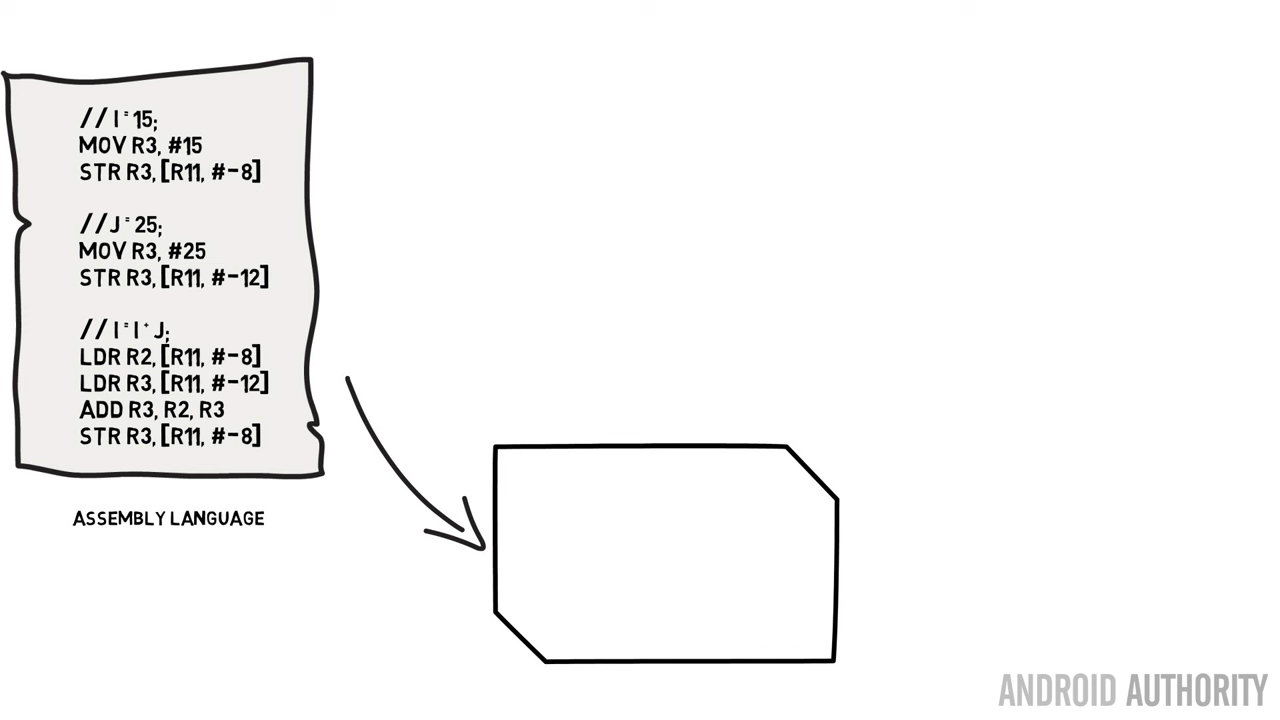 // I = 15;
MOV R3, #15
STR R3, [R11, #-8]
//J = 25;
MOV R3, #25
STR R3, [R11, #-12]
// I = I + J;
LDR R2, [R11, #-8]
LDR R3, [R11, #-12]
ADD R3, R2, R3
STR R3, [R11, #-8]
ASSEMBLY LANGUAGE
ANDROID AUTHORITY